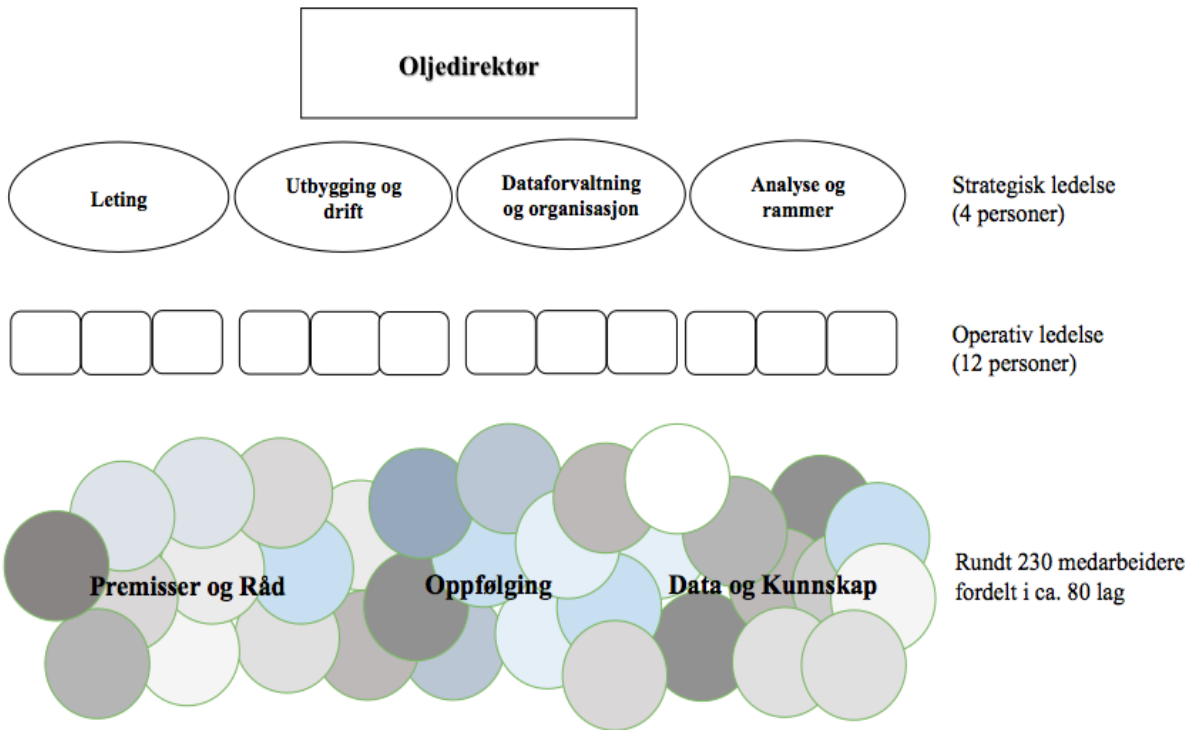 Oljedirektør
Leting
Utbygging og
drift
Dataforvaltning
og organisasjon
Analyse og
rammer
Strategisk ledelse
(4 personer)
Operativ ledelse
(12 personer)
Premisser og Råd
Oppfølging
Data og Kunnskap
Rundt 230 medarbeidere
fordelt i ca. 80 lag